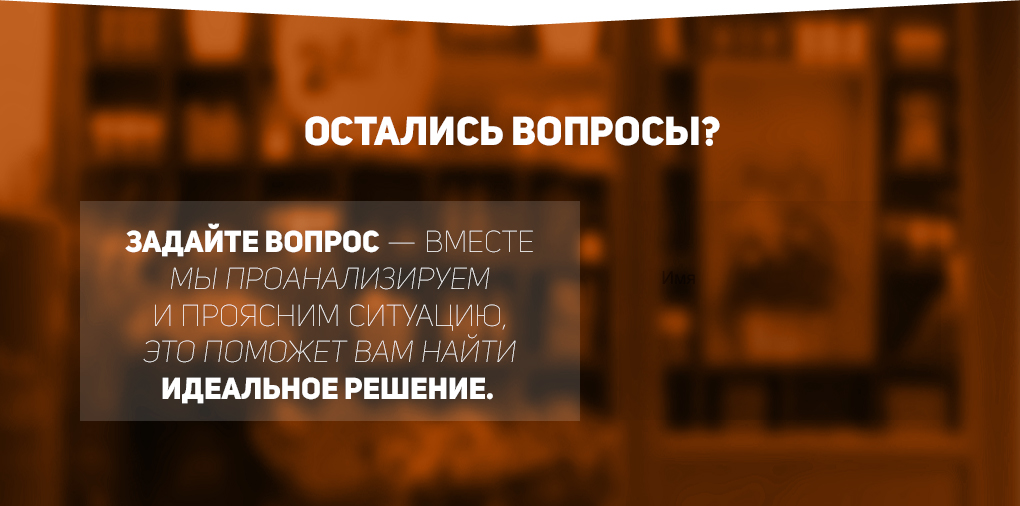 ОСТАЛИСЬ ВОПРОСЫ?
ЗАДАЙТЕ ВОПРОС — ВМЕСТЕ
МЫ ПРОАНАЛИЗИРУЕМ
И ПРОЯСНИМ СИТУАЦИЮ,
ЭТО ПОМОЖЕТ ВАМ НАЙТИ
ИДЕАЛЬНОЕ РЕШЕНИЕ.
Имя